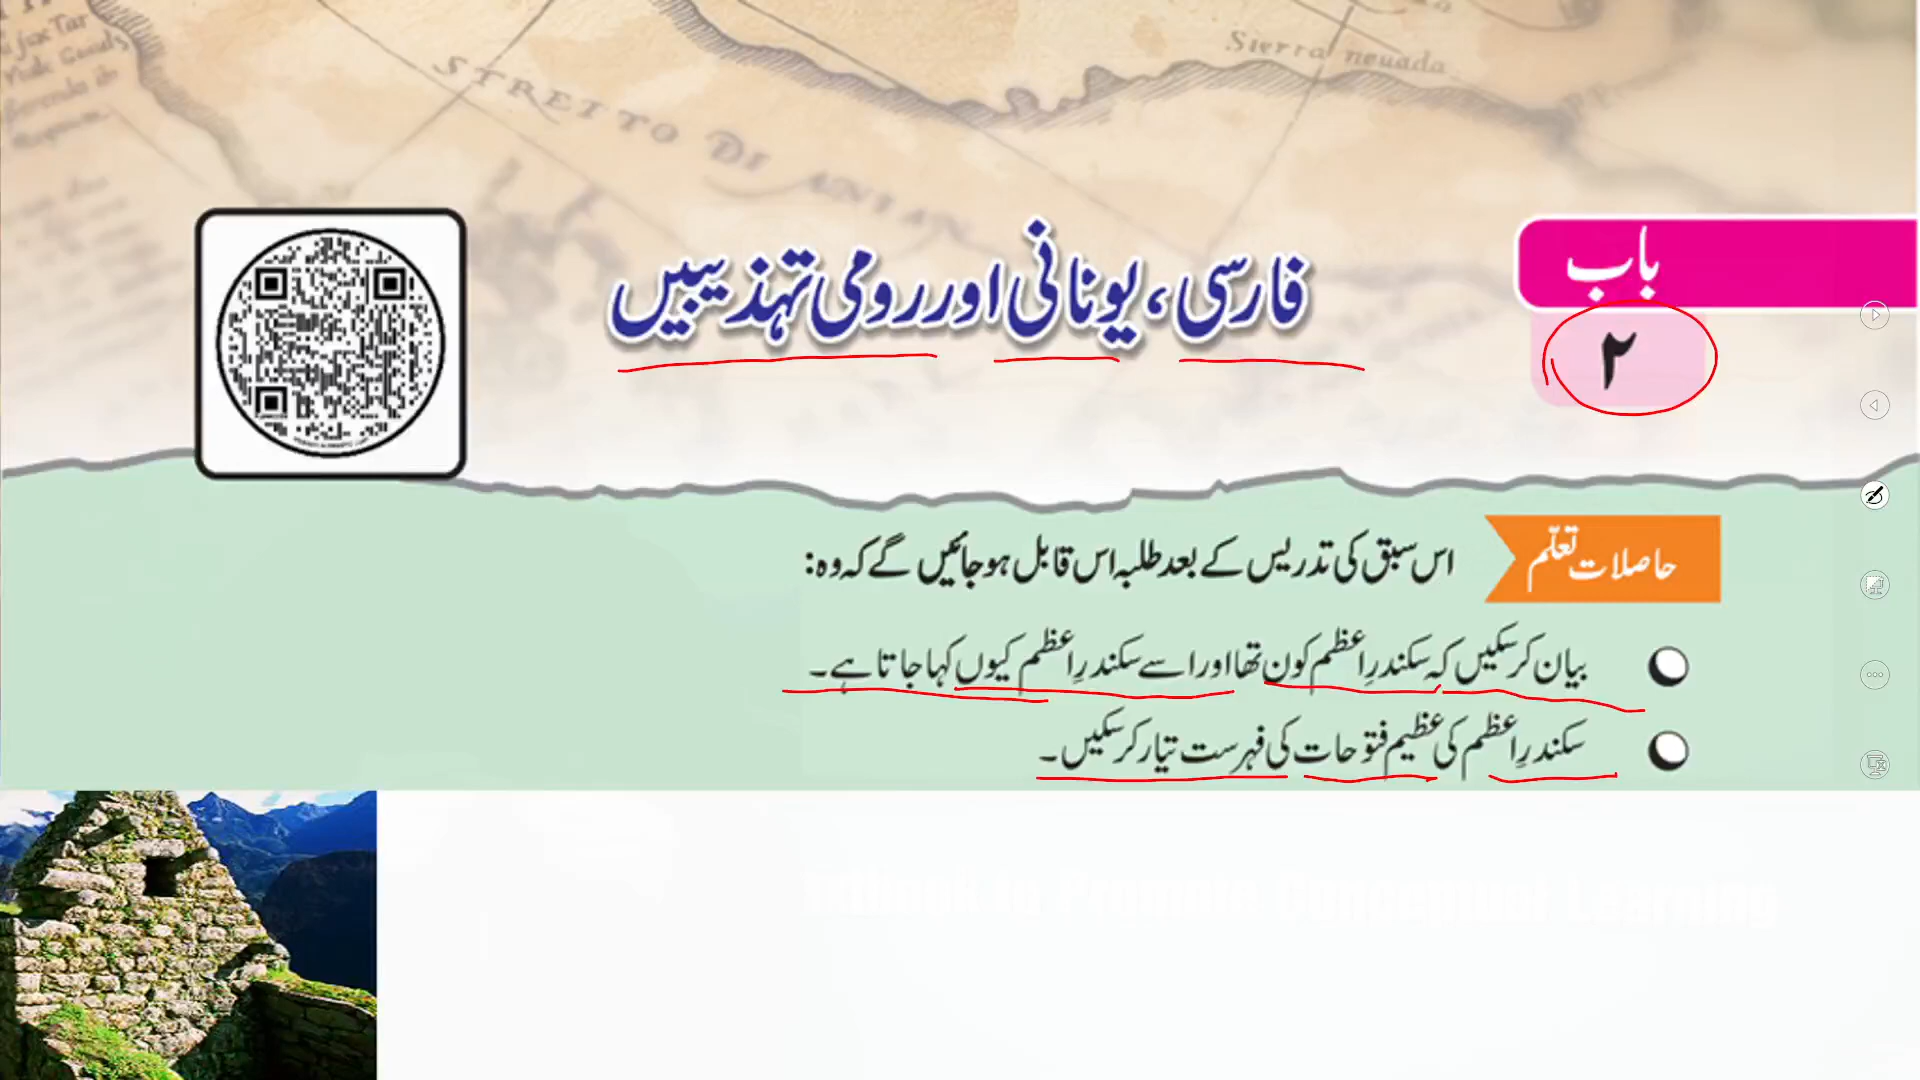 STRETTO DI ANIAN
Sierra nevada
باب
۲
فارسی، یونانی اور رومی تہذیبیں
حاصلات تعلّم
اس سبق کی تدریس کے بعد طلبہ اس قابل ہو جائیں گے کہ وہ:
بیان کر سکیں کہ سکندرِ اعظم کون تھا اور اسے سکندرِ اعظم کیوں کہا جاتا ہے۔
سکندرِ اعظم کی عظیم فتوحات کی فہرست تیار کر سکیں۔